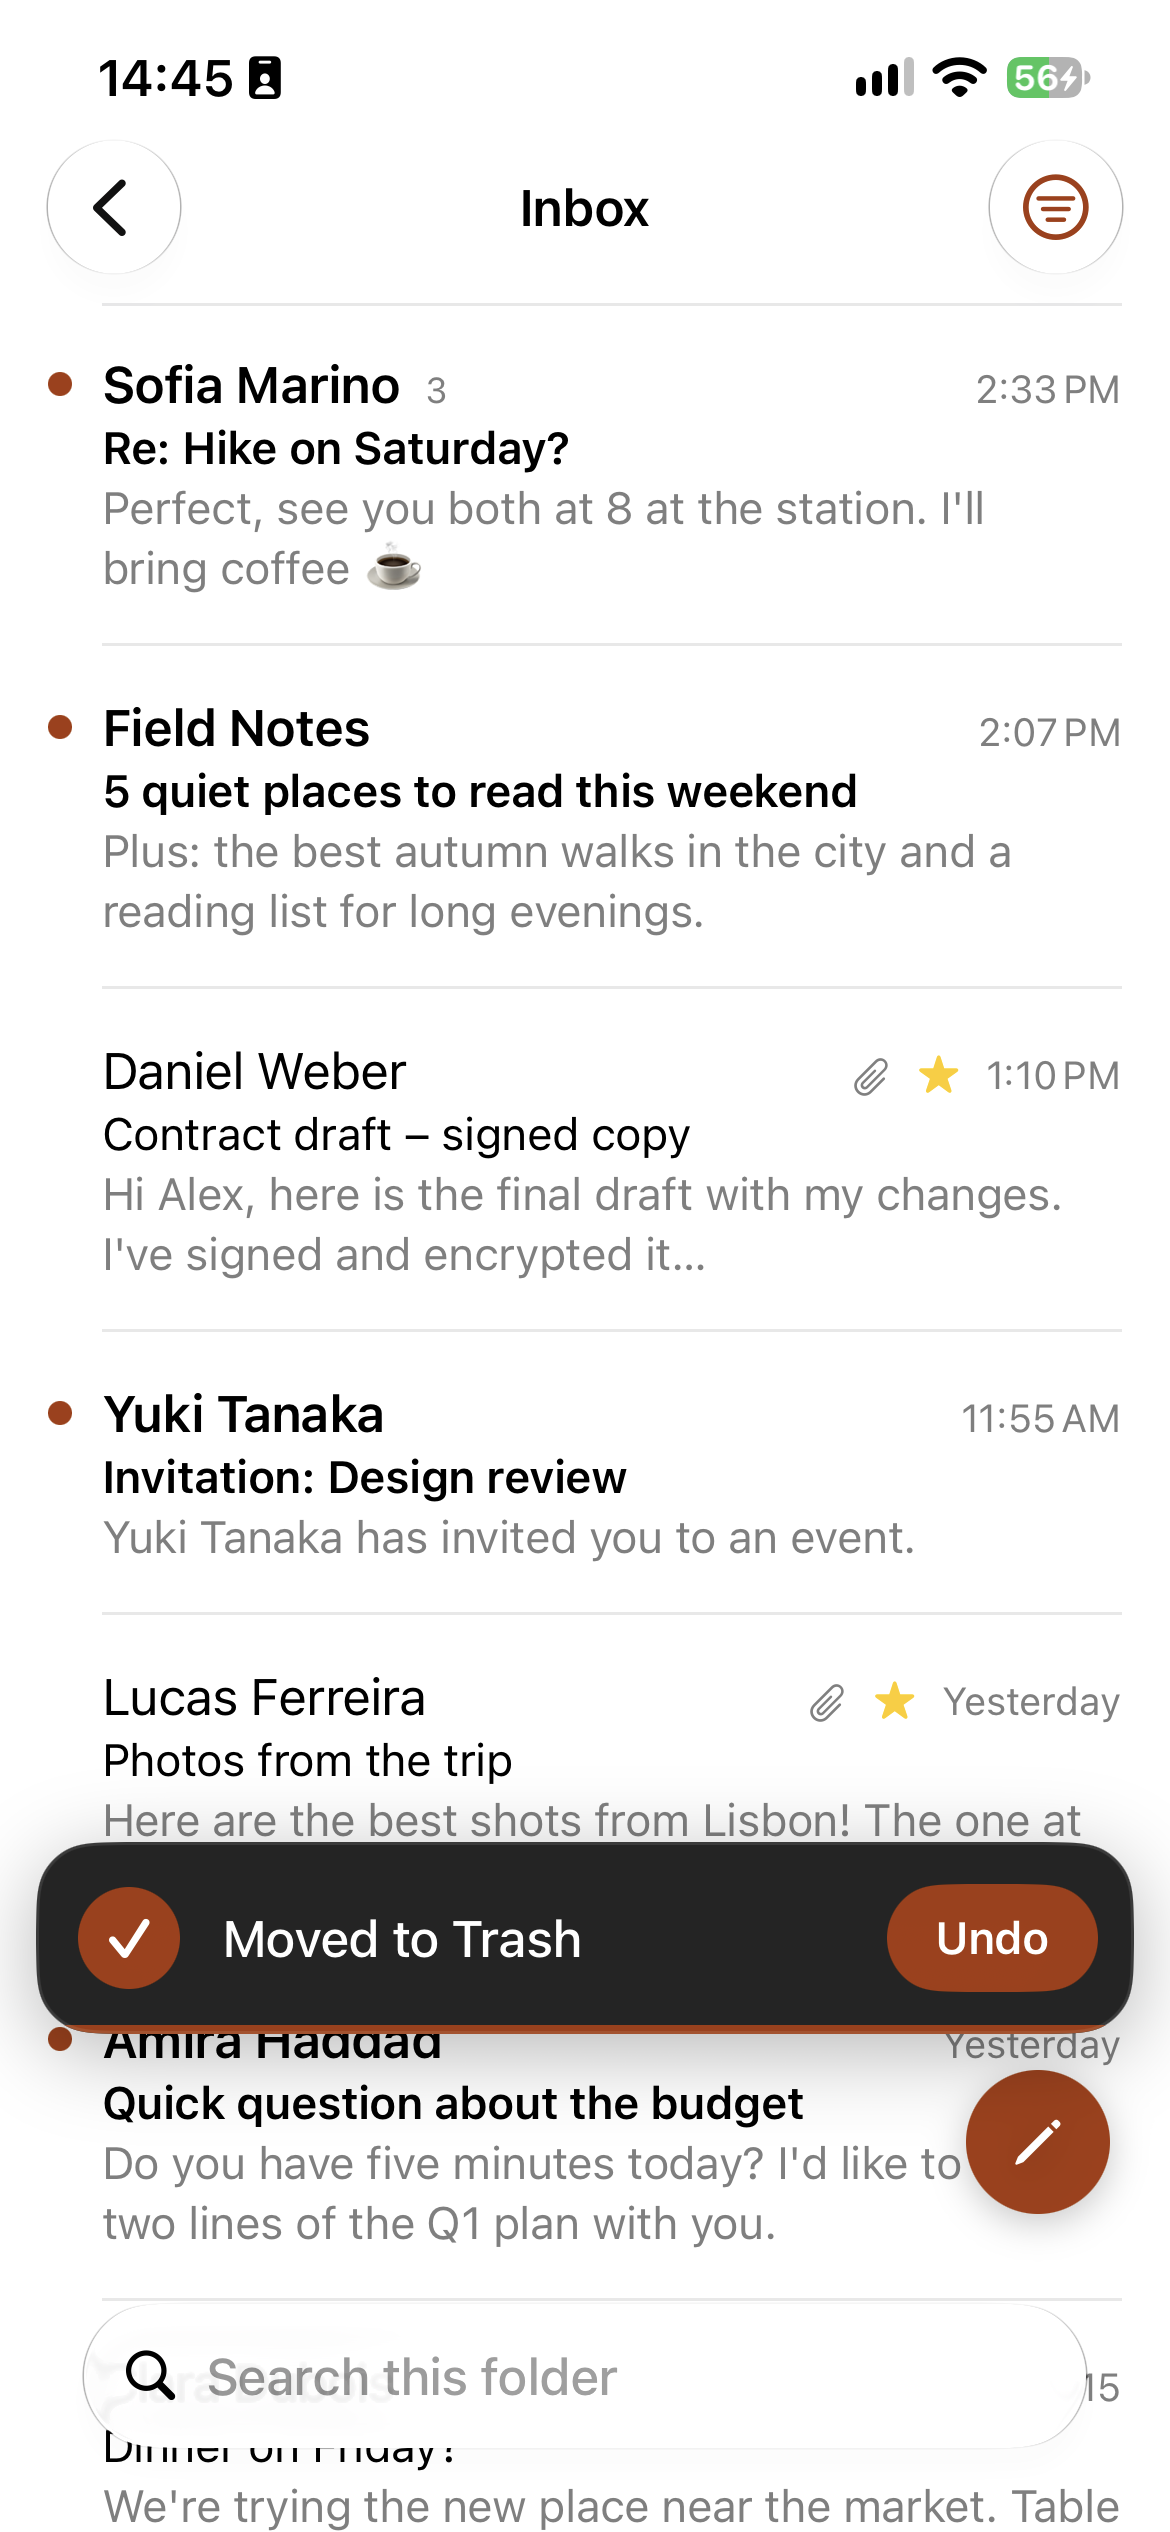 14:45
56
Inbox
Sofia Marino 3 2:33 PM
Re: Hike on Saturday?
Perfect, see you both at 8 at the station. I'll
bring coffee ☕
Field Notes 2:07 PM
5 quiet places to read this weekend
Plus: the best autumn walks in the city and a
reading list for long evenings.
Daniel Weber 1:10 PM
Contract draft – signed copy
Hi Alex, here is the final draft with my changes.
I've signed and encrypted it...
Yuki Tanaka 11:55 AM
Invitation: Design review
Yuki Tanaka has invited you to an event.
Lucas Ferreira Yesterday
Photos from the trip
Here are the best shots from Lisbon! The one at
Moved to Trash Undo
Amira Haddad Yesterday
Quick question about the budget
Do you have five minutes today? I'd like to
two lines of the Q1 plan with you.
Search this folder 15
Dinner on Friday?
We're trying the new place near the market. Table